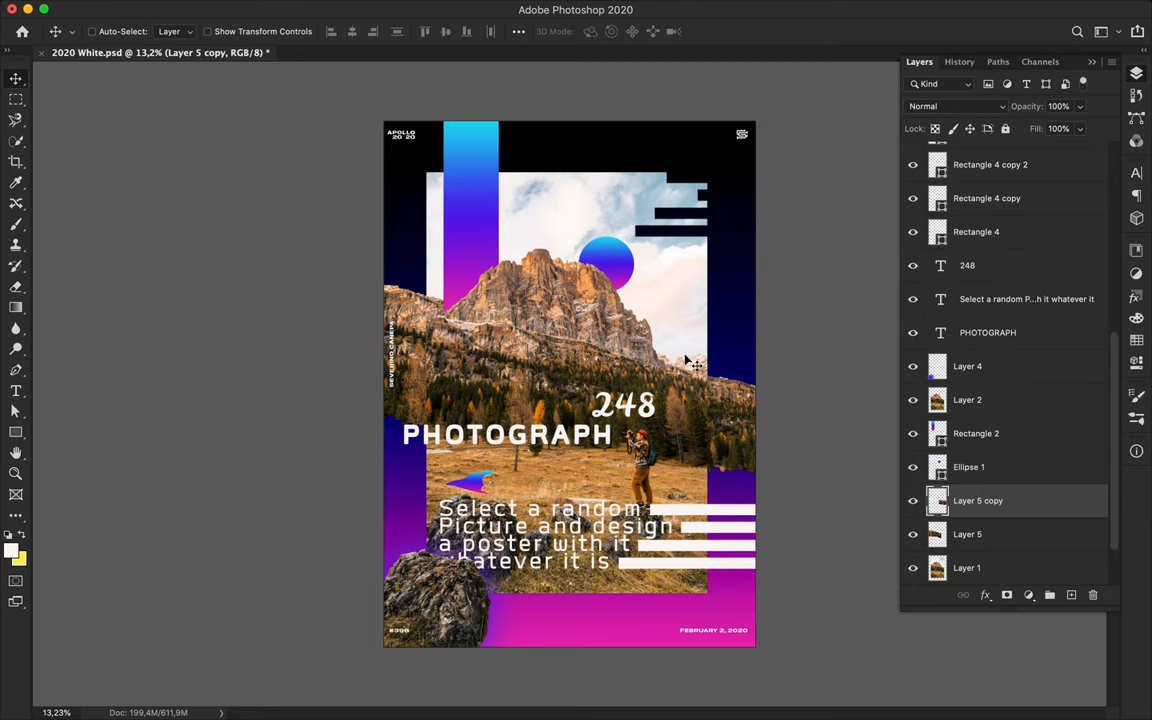 Adobe Photoshop 2020
Auto-Select: Layer Show Transform Controls 3D Mode:
2020 White.psd @ 13,2% (Layer 5 copy, RGB/8) *
Layers History Paths Channels
Kind
Normal Opacity: 100%
Lock: Fill: 100%
Rectangle 4 copy 2
Rectangle 4 copy
Rectangle 4
248
Select a random P...h it whatever it
PHOTOGRAPH
Layer 4
Layer 2
Rectangle 2
Ellipse 1
Layer 5 copy
Layer 5
Layer 1
APOLLO
20 20
248
PHOTOGRAPH
Select a random
Picture and design
a poster with it
whatever it is
#396
FEBRUARY 2, 2020
13,23% Doc: 199,4M/611,9M